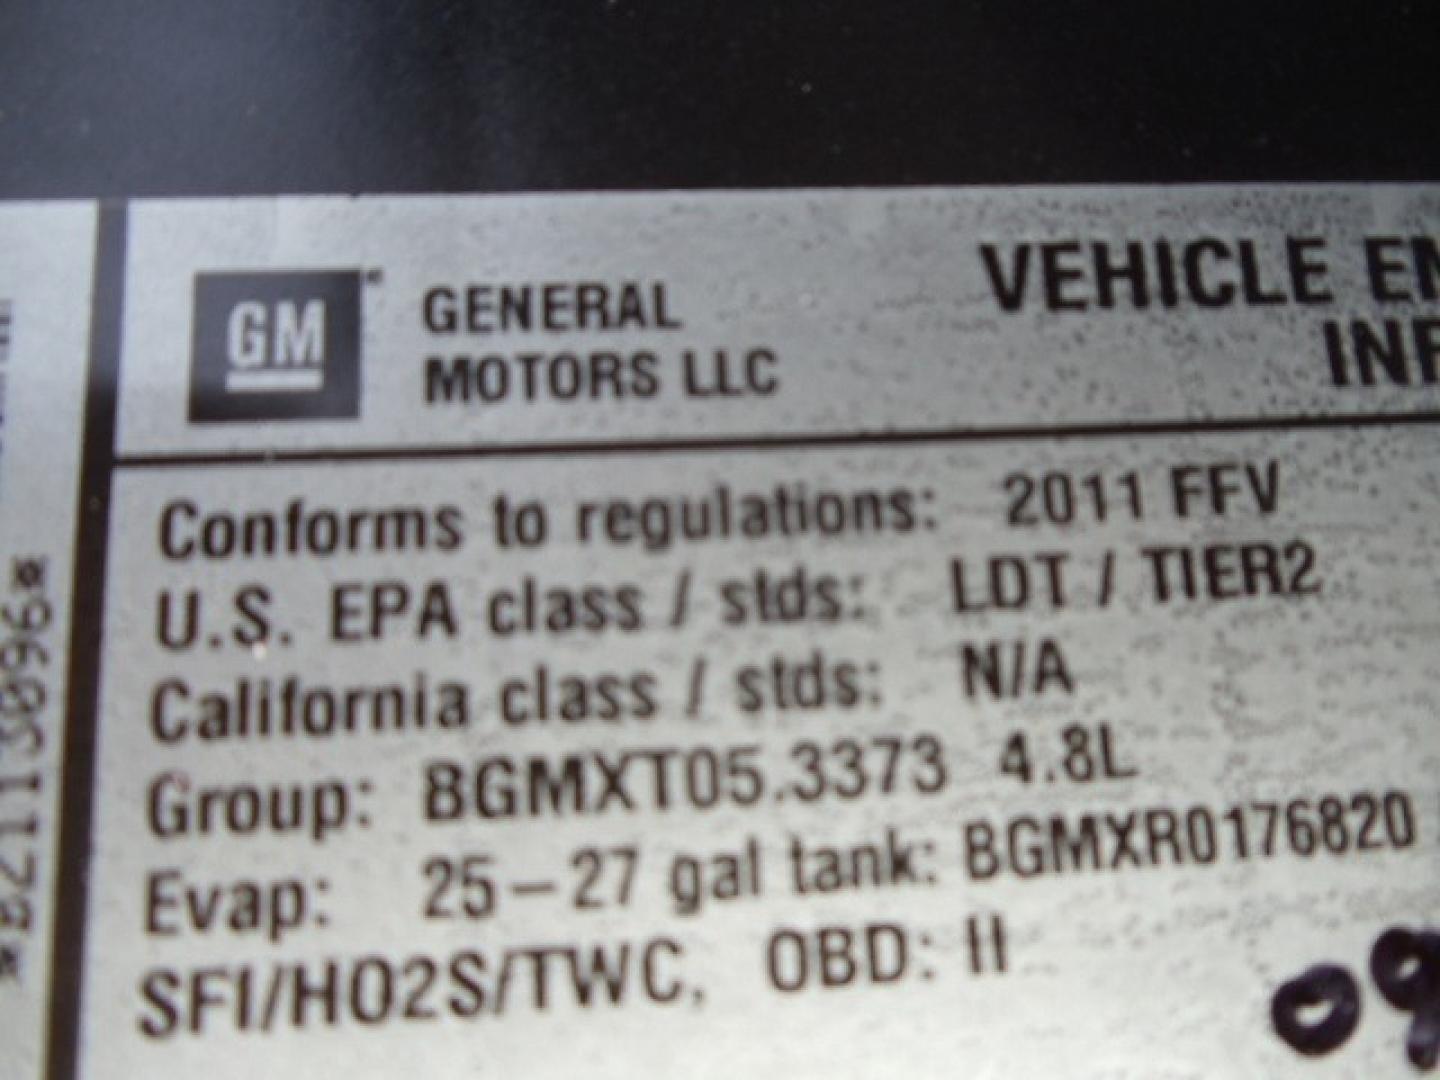 GM
GENERAL
MOTORS LLC
VEHICLE
Conforms to regulations: 2011 FFV
U.S. EPA class / stds: LDT / TIER2
California class / stds: N/A
Group: BGMXT05.3373 4.8L
Evap: 25-27 gal tank: BGMXR0176820
SFI/HO2S/TWC, OBD: II
09